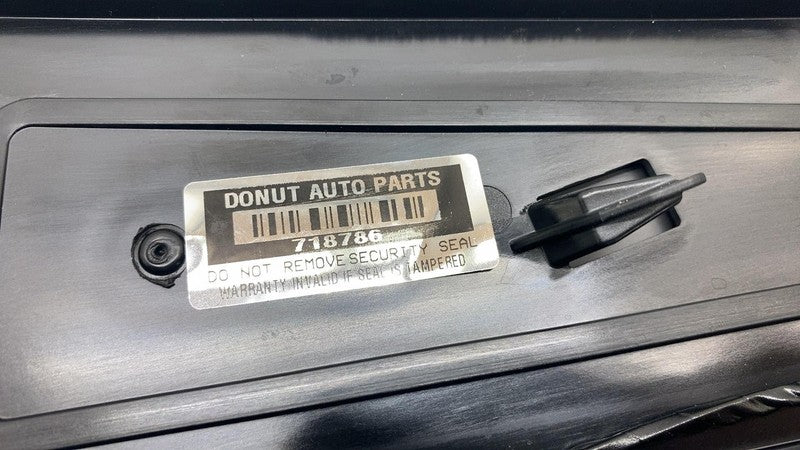 DONUT AUTO PARTS
718786
DO NOT REMOVE SECURITY SEAL
WARRANTY INVALID IF SEAL IS TAMPERED